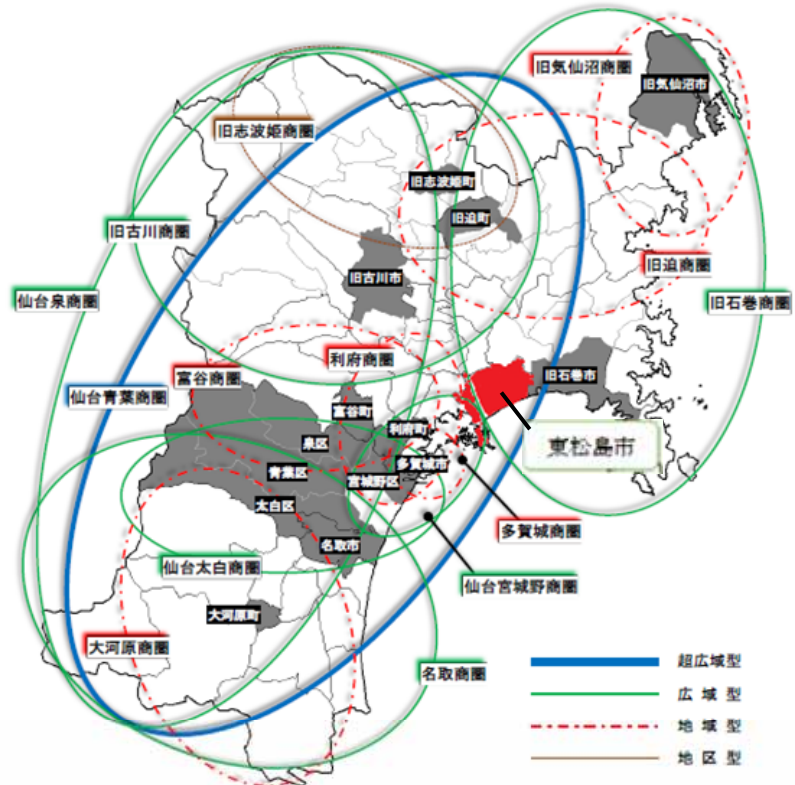 旧気仙沼商圏
旧気仙沼市
旧志波姫商圏
旧志波姫町
旧迫町
旧古川商圏
旧迫商圏
旧古川市
仙台泉商圏
旧石巻商圏
利府商圏
富谷商圏
旧石巻市
仙台青葉商圏
富谷町
利府町
泉区
東松島市
多賀城市
青葉区
宮城野区
太白区
多賀城商圏
名取市
仙台太白商圏
仙台宮城野商圏
大河原町
大河原商圏
名取商圏
超広域型
広域型
地域型
地区型